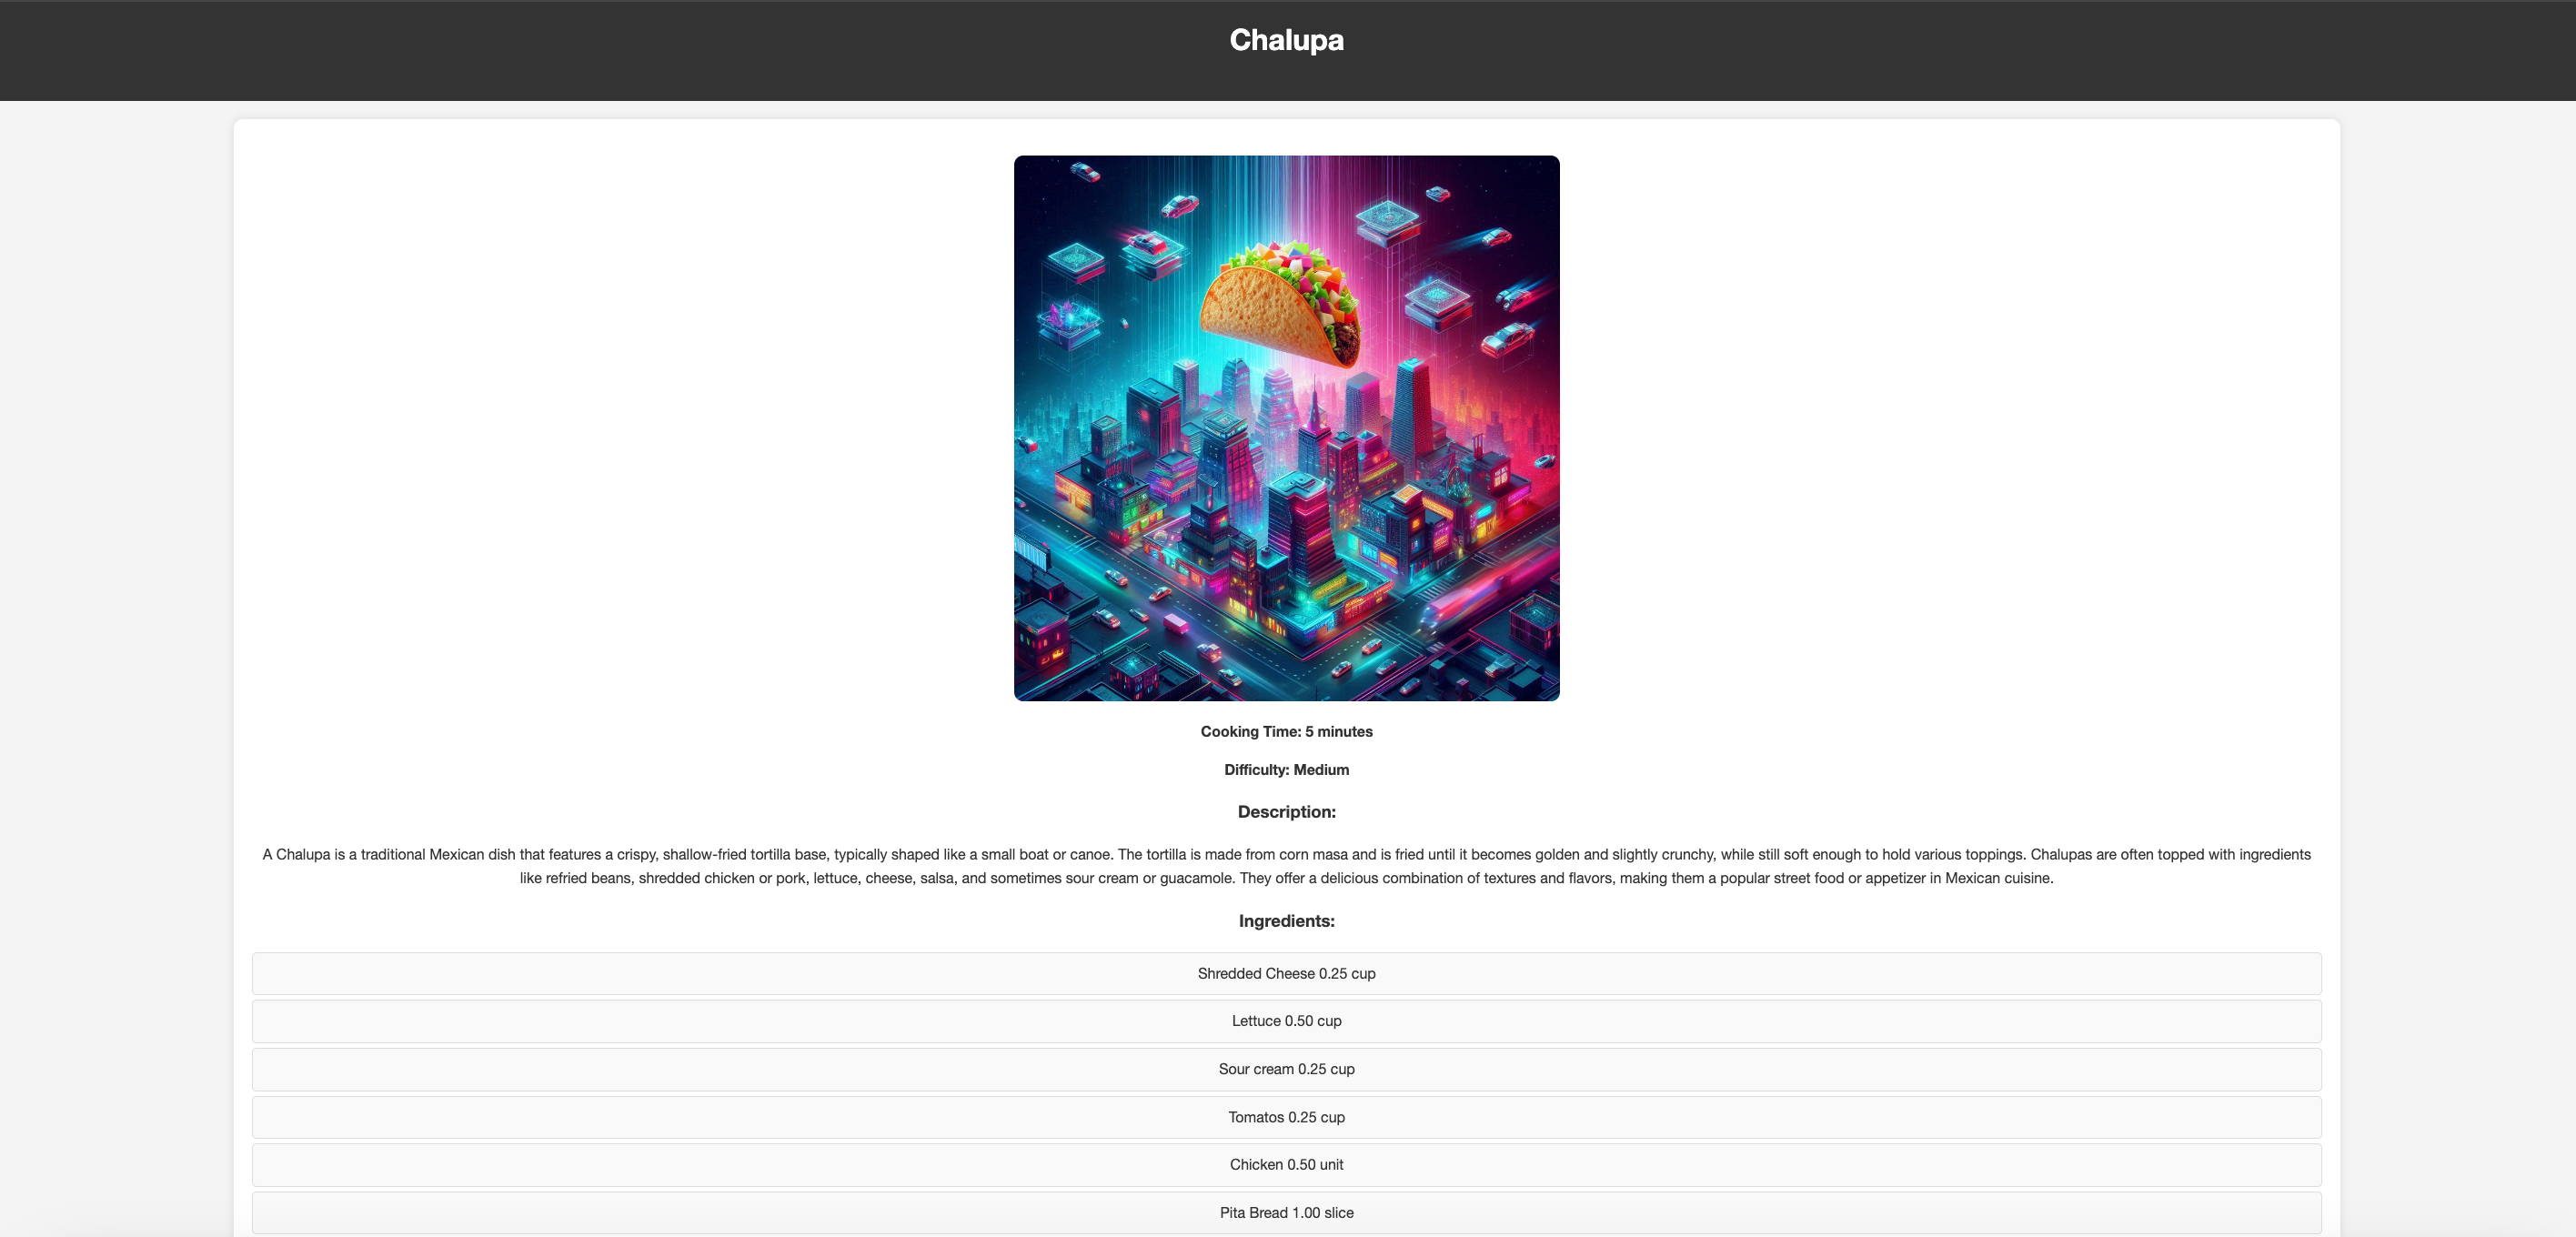 Chalupa
Cooking Time: 5 minutes
Difficulty: Medium
Description:
A Chalupa is a traditional Mexican dish that features a crispy, shallow-fried tortilla base, typically shaped like a small boat or canoe. The tortilla is made from corn masa and is fried until it becomes golden and slightly crunchy, while still soft enough to hold various toppings. Chalupas are often topped with ingredients
like refried beans, shredded chicken or pork, lettuce, cheese, salsa, and sometimes sour cream or guacamole. They offer a delicious combination of textures and flavors, making them a popular street food or appetizer in Mexican cuisine.
Ingredients:
Shredded Cheese 0.25 cup
Lettuce 0.50 cup
Sour cream 0.25 cup
Tomatos 0.25 cup
Chicken 0.50 unit
Pita Bread 1.00 slice